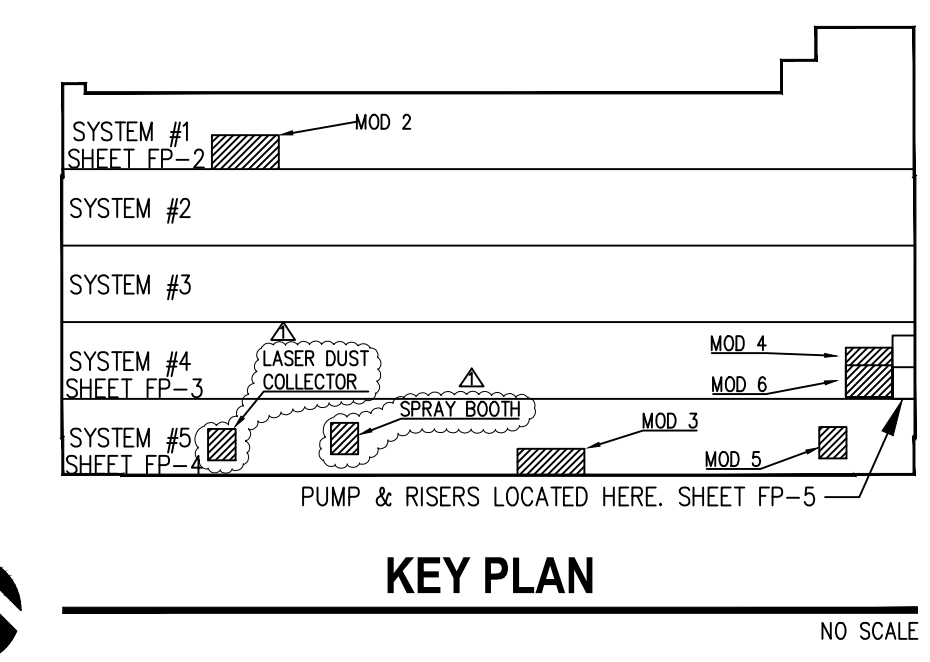 SYSTEM #1
SHEET FP-2
MOD 2
SYSTEM #2
SYSTEM #3
1
SYSTEM #4
SHEET FP-3
LASER DUST
COLLECTOR
1
MOD 4
MOD 6
SPRAY BOOTH
SYSTEM #5
SHEET FP-4
MOD 3
MOD 5
PUMP & RISERS LOCATED HERE. SHEET FP-5
KEY PLAN
NO SCALE